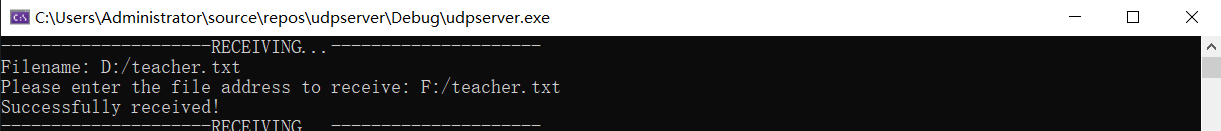 C:\Users\Administrator\source\repos\udpserver\Debug\udpserver.exe
---------------------RECEIVING...---------------------
Filename: D:/teacher.txt
Please enter the file address to receive: F:/teacher.txt
Successfully received!
---------------------RECEIVING...---------------------